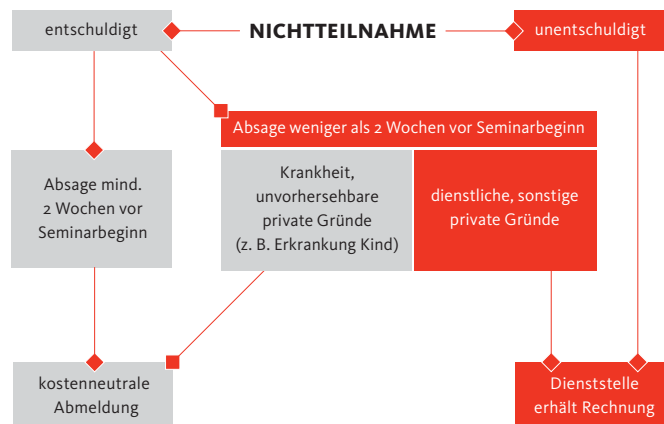 entschuldigt
NICHTTEILNAHME
unentschuldigt
Absage weniger als 2 Wochen vor Seminarbeginn
Absage mind.
2 Wochen vor
Seminarbeginn
Krankheit,
unvorhersehbare
private Gründe
(z. B. Erkrankung Kind)
dienstliche, sonstige
private Gründe
kostenneutrale
Abmeldung
Dienststelle
erhält Rechnung